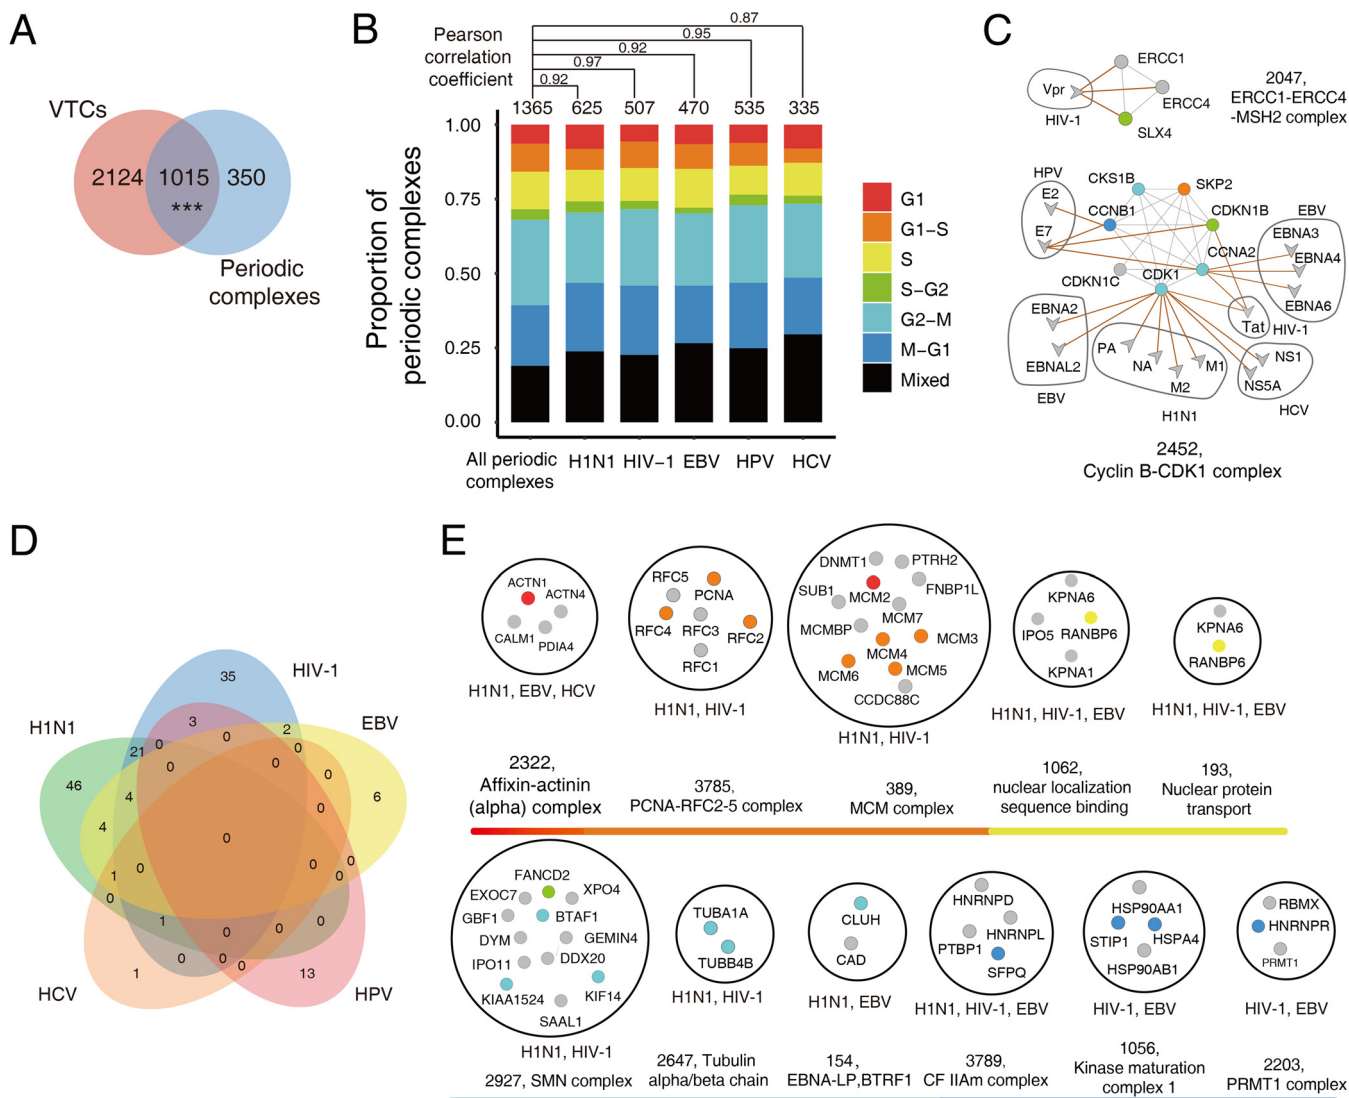 A
VTCs
2124
1015
350
***
Periodic
complexes
B
Pearson
correlation
coefficient
0.87
0.95
0.92
0.97
0.92
1365
625
507
470
535
335
Proportion of
periodic complexes
1.00
0.75
0.50
0.25
0.00
All periodic
complexes
H1N1
HIV–1
EBV
HPV
HCV
G1
G1–S
S
S–G2
G2–M
M–G1
Mixed
C
Vpr
HIV-1
ERCC1
ERCC4
SLX4
2047,
ERCC1-ERCC4
-MSH2 complex
HPV
E2
E7
CKS1B
SKP2
CCNB1
CDKN1B
CCNA2
CDKN1C
CDK1
EBV
EBNA3
EBNA4
EBNA6
Tat
HIV-1
EBNA2
EBNAL2
EBV
PA
NA
M2
M1
H1N1
NS1
NS5A
HCV
2452,
Cyclin B-CDK1 complex
D
HIV-1
H1N1
EBV
HCV
HPV
35
3
2
0
0
0
21
0
0
0
46
4
0
6
4
0
0
0
0
1
0
0
0
1
0
0
0
0
0
0
1
13
E
ACTN1
ACTN4
CALM1
PDIA4
H1N1, EBV, HCV
2322,
Affixin-actinin
(alpha) complex
RFC5
PCNA
RFC4
RFC3
RFC2
RFC1
H1N1, HIV-1
3785,
PCNA-RFC2-5 complex
DNMT1
PTRH2
SUB1
MCM2
FNBP1L
MCM7
MCMBP
MCM3
MCM4
MCM6
MCM5
CCDC88C
H1N1, HIV-1
389,
MCM complex
KPNA6
IPO5
RANBP6
KPNA1
H1N1, HIV-1, EBV
1062,
nuclear localization
sequence binding
KPNA6
RANBP6
H1N1, HIV-1, EBV
193,
Nuclear protein
transport
FANCD2
EXOC7
XPO4
GBF1
BTAF1
DYM
GEMIN4
IPO11
DDX20
KIAA1524
KIF14
SAAL1
H1N1, HIV-1
2927, SMN complex
TUBA1A
TUBB4B
H1N1, HIV-1
2647, Tubulin
alpha/beta chain
CLUH
CAD
H1N1, EBV
154,
EBNA-LP,BTRF1
HNRNPD
HNRNPL
PTBP1
SFPQ
H1N1, HIV-1, EBV
3789,
CF IIAm complex
HSP90AA1
STIP1
HSPA4
HSP90AB1
HIV-1, EBV
1056,
Kinase maturation
complex 1
RBMX
HNRNPR
PRMT1
HIV-1, EBV
2203,
PRMT1 complex